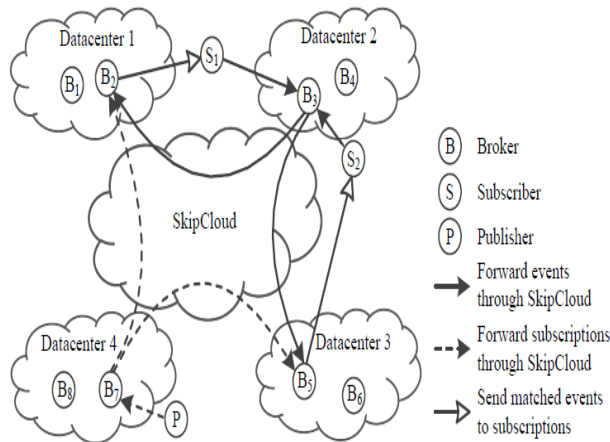 Datacenter 1
Datacenter 2
S1
B1
B2
B3
B4
S2
SkipCloud
Datacenter 4
Datacenter 3
B8
B7
B5
B6
P
B Broker
S Subscriber
P Publisher
Forward events
through SkipCloud
Forward subscriptions
through SkipCloud
Send matched events
to subscriptions